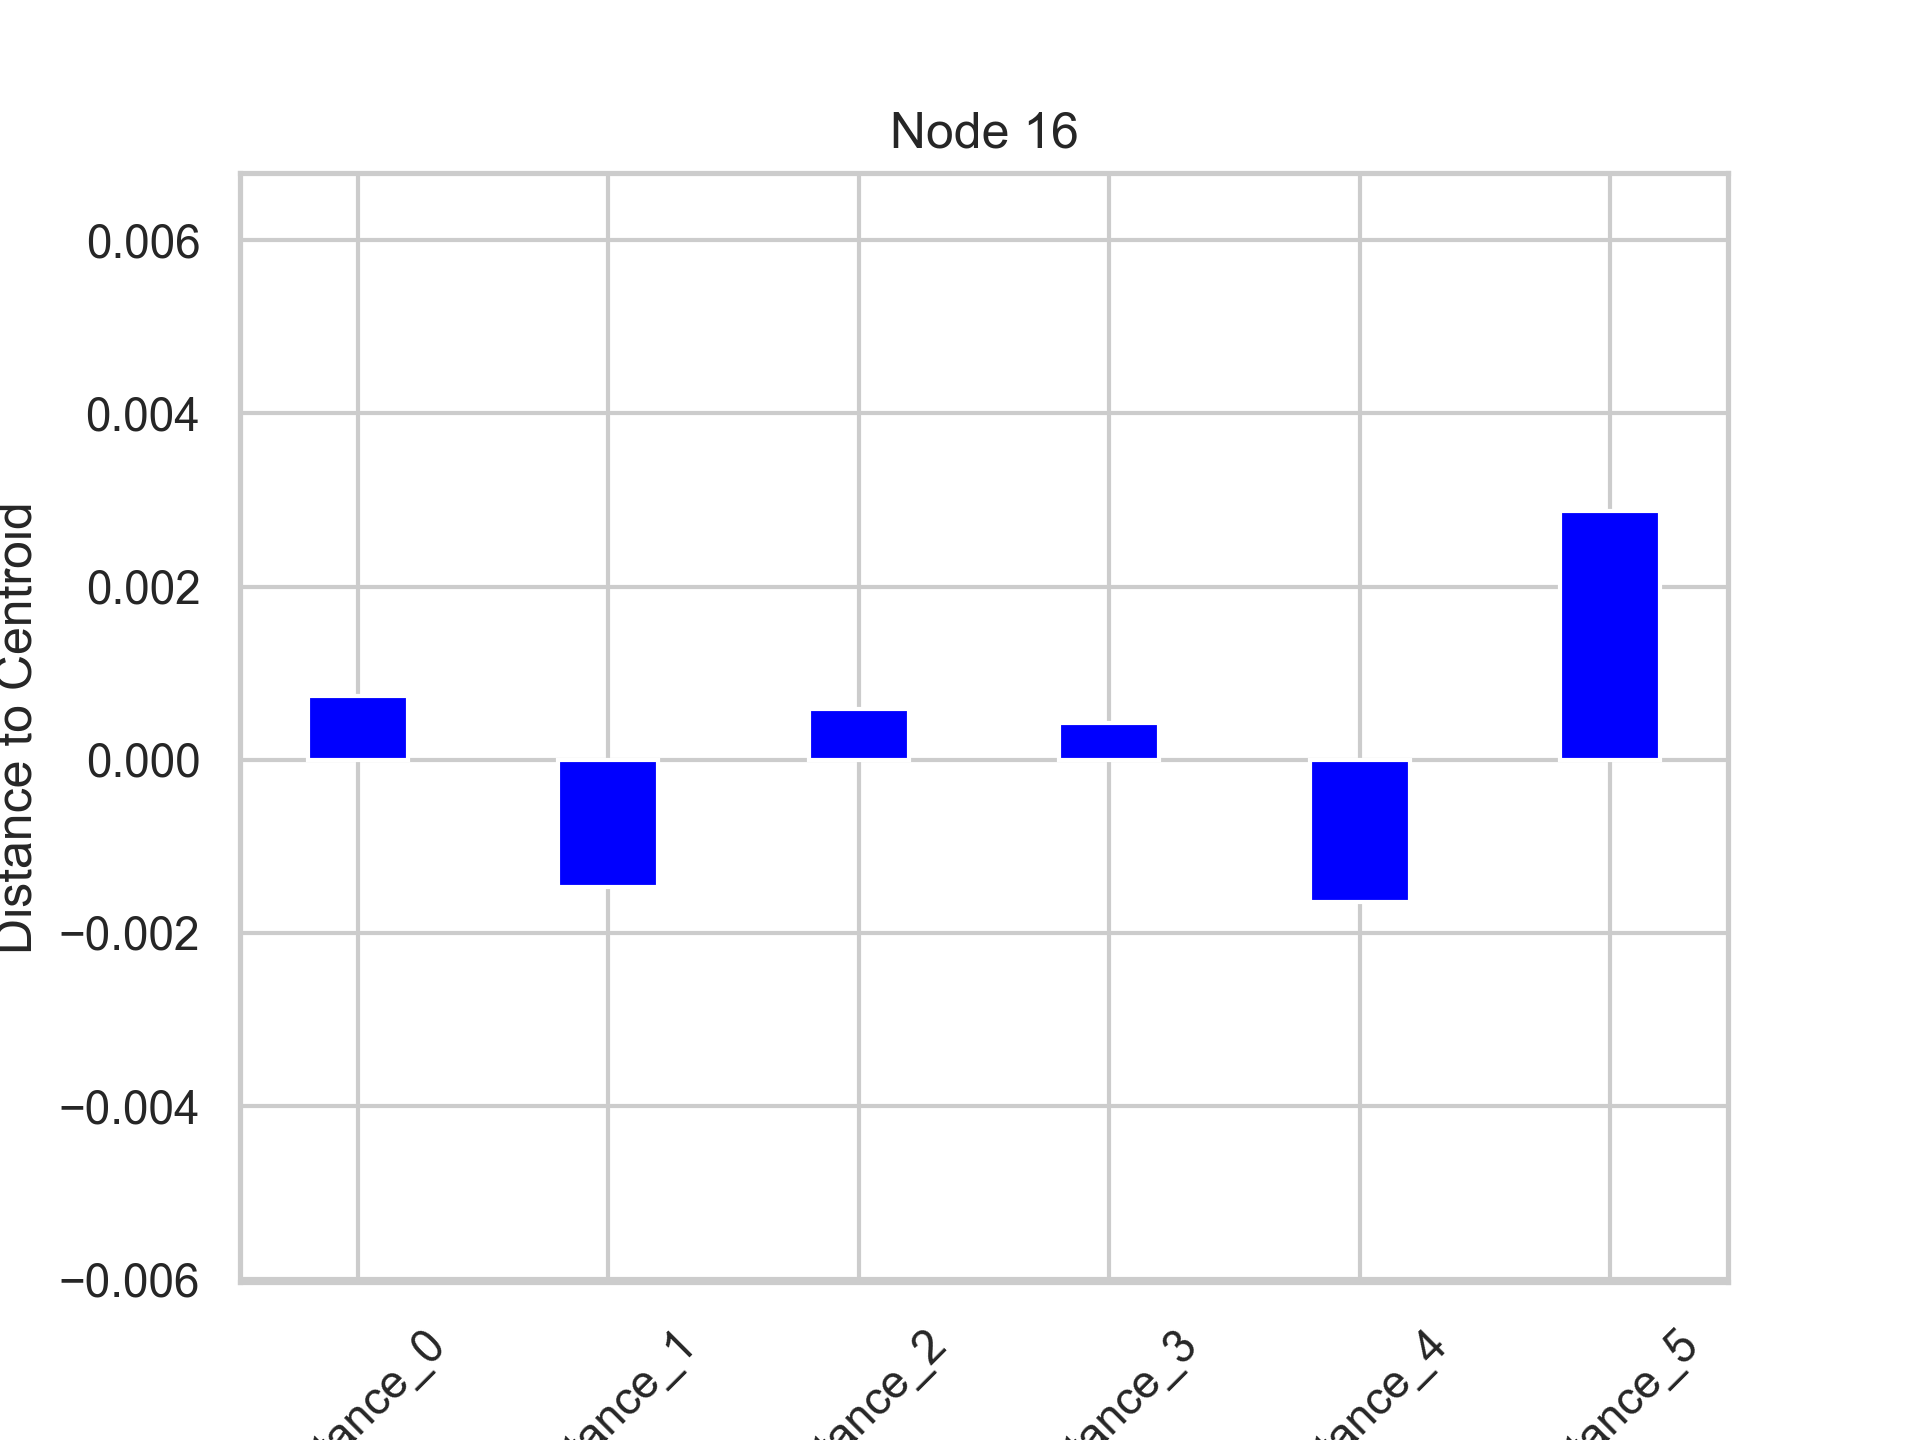 Node 16
0.006
0.004
0.002
0.000
−0.002
−0.004
−0.006
Distance to Centroid
tance_0
tance_1
tance_2
tance_3
tance_4
tance_5